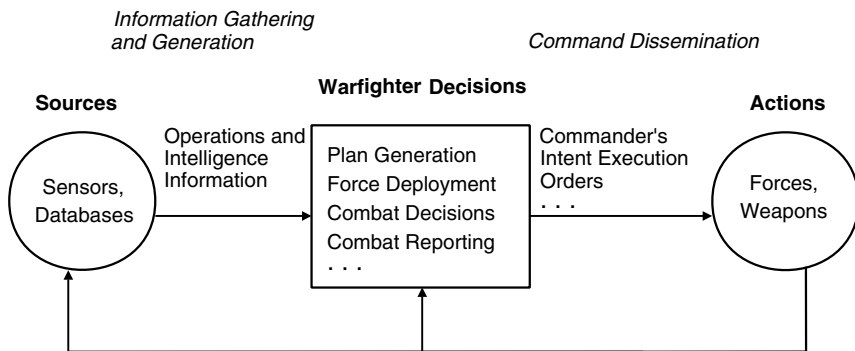 Information Gathering
and Generation
Command Dissemination
Sources
Warfighter Decisions
Actions
Sensors,
Databases
Operations and
Intelligence
Information
Plan Generation
Force Deployment
Combat Decisions
Combat Reporting
. . .
Commander's
Intent Execution
Orders
. . .
Forces,
Weapons